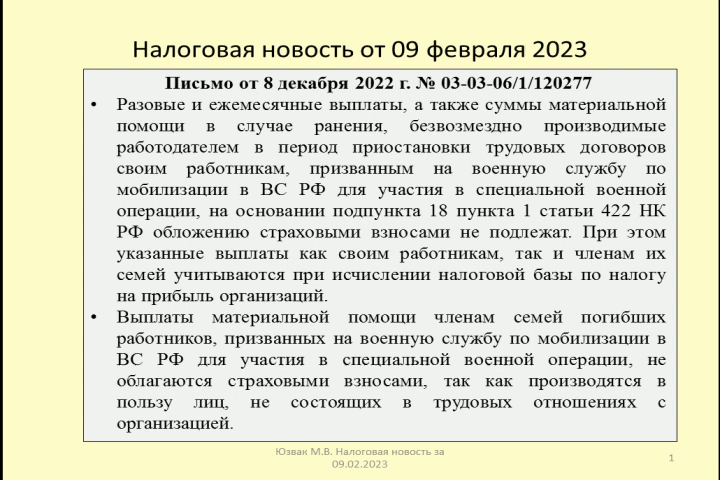 Налоговая новость от 09 февраля 2023
Письмо от 8 декабря 2022 г. № 03-03-06/1/120277
• Разовые и ежемесячные выплаты, а также суммы материальной
помощи в случае ранения, безвозмездно производимые
работодателем в период приостановки трудовых договоров
своим работникам, призванным на военную службу по
мобилизации в ВС РФ для участия в специальной военной
операции, на основании подпункта 18 пункта 1 статьи 422 НК
РФ обложению страховыми взносами не подлежат. При этом
указанные выплаты как своим работникам, так и членам их
семей учитываются при исчислении налоговой базы по налогу
на прибыль организаций.
• Выплаты материальной помощи членам семей погибших
работников, призванных на военную службу по мобилизации в
ВС РФ для участия в специальной военной операции, не
облагаются страховыми взносами, так как производятся в
пользу лиц, не состоящих в трудовых отношениях с
организацией.
Юзвак М.В. Налоговая новость за
09.02.2023
1